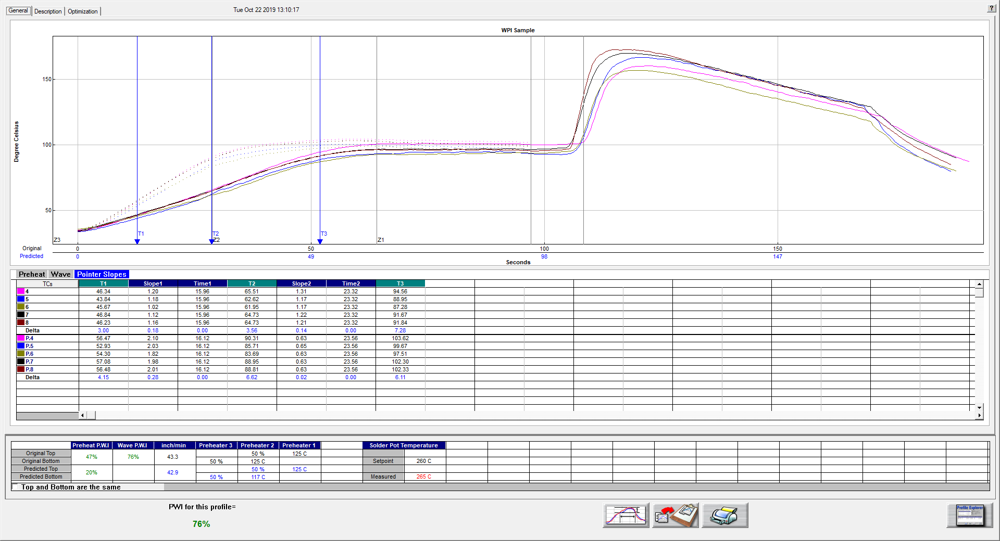 Tue Oct 22 2019 13:10:17
?
General Description Optimization
WPI Sample
Degree Celsius
150
100
50
T1 T2 T3
Z3 Z2 Z1
Original 0 50 100 150
Predicted 0 49 98 147
Seconds
Preheat Wave Pointer Slopes
TCs T1 Slope1 Time1 T2 Slope2 Time2 T3
4 46.34 1.20 15.96 65.51 1.31 23.32 94.56
5 43.84 1.18 15.96 62.62 1.17 23.32 88.95
6 45.67 1.02 15.96 61.95 1.17 23.32 87.28
7 46.84 1.12 15.96 64.73 1.22 23.32 91.67
8 46.23 1.16 15.96 64.73 1.21 23.32 91.84
Delta 3.00 0.18 0.00 3.56 0.14 0.00 7.28
P.4 56.47 2.10 16.12 90.31 0.63 23.56 103.62
P.5 52.93 2.03 16.12 85.71 0.65 23.56 99.67
P.6 54.30 1.82 16.12 83.69 0.63 23.56 97.51
P.7 57.08 1.98 16.12 88.95 0.63 23.56 102.30
P.8 56.48 2.01 16.12 88.81 0.63 23.56 102.33
Delta 4.15 0.28 0.00 6.62 0.02 0.00 6.11
Preheat P.W.I Wave P.W.I inch/min Preheater 3 Preheater 2 Preheater 1 Solder Pot Temperature
Original Top 47% 76% 43.3 50 % 125 C
Original Bottom 50 % 125 C Setpoint 260 C
Predicted Top 20% 42.9 50 % 125 C
Predicted Bottom 50 % 117 C Measured 265 C
Top and Bottom are the same
PWI for this profile=
76%
Profile Explorer